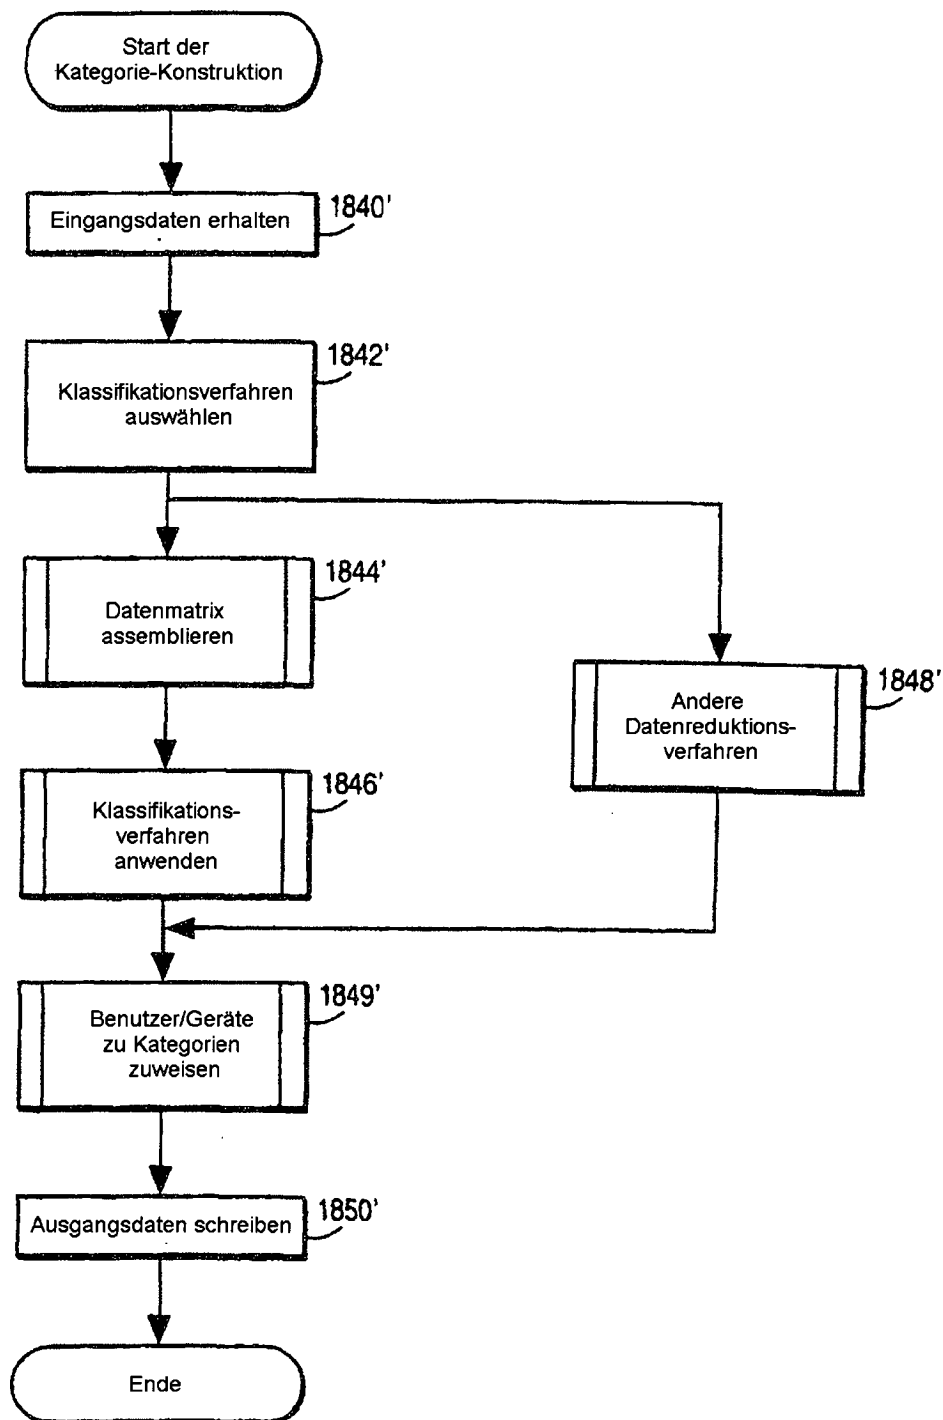 Start der
Kategorie-Konstruktion
Eingangsdaten erhalten
1840'
Klassifikationsverfahren
auswählen
1842'
Datenmatrix
assemblieren
1844'
Andere
Datenreduktions-
verfahren
1848'
Klassifikations-
verfahren
anwenden
1846'
Benutzer/Geräte
zu Kategorien
zuweisen
1849'
Ausgangsdaten schreiben
1850'
Ende